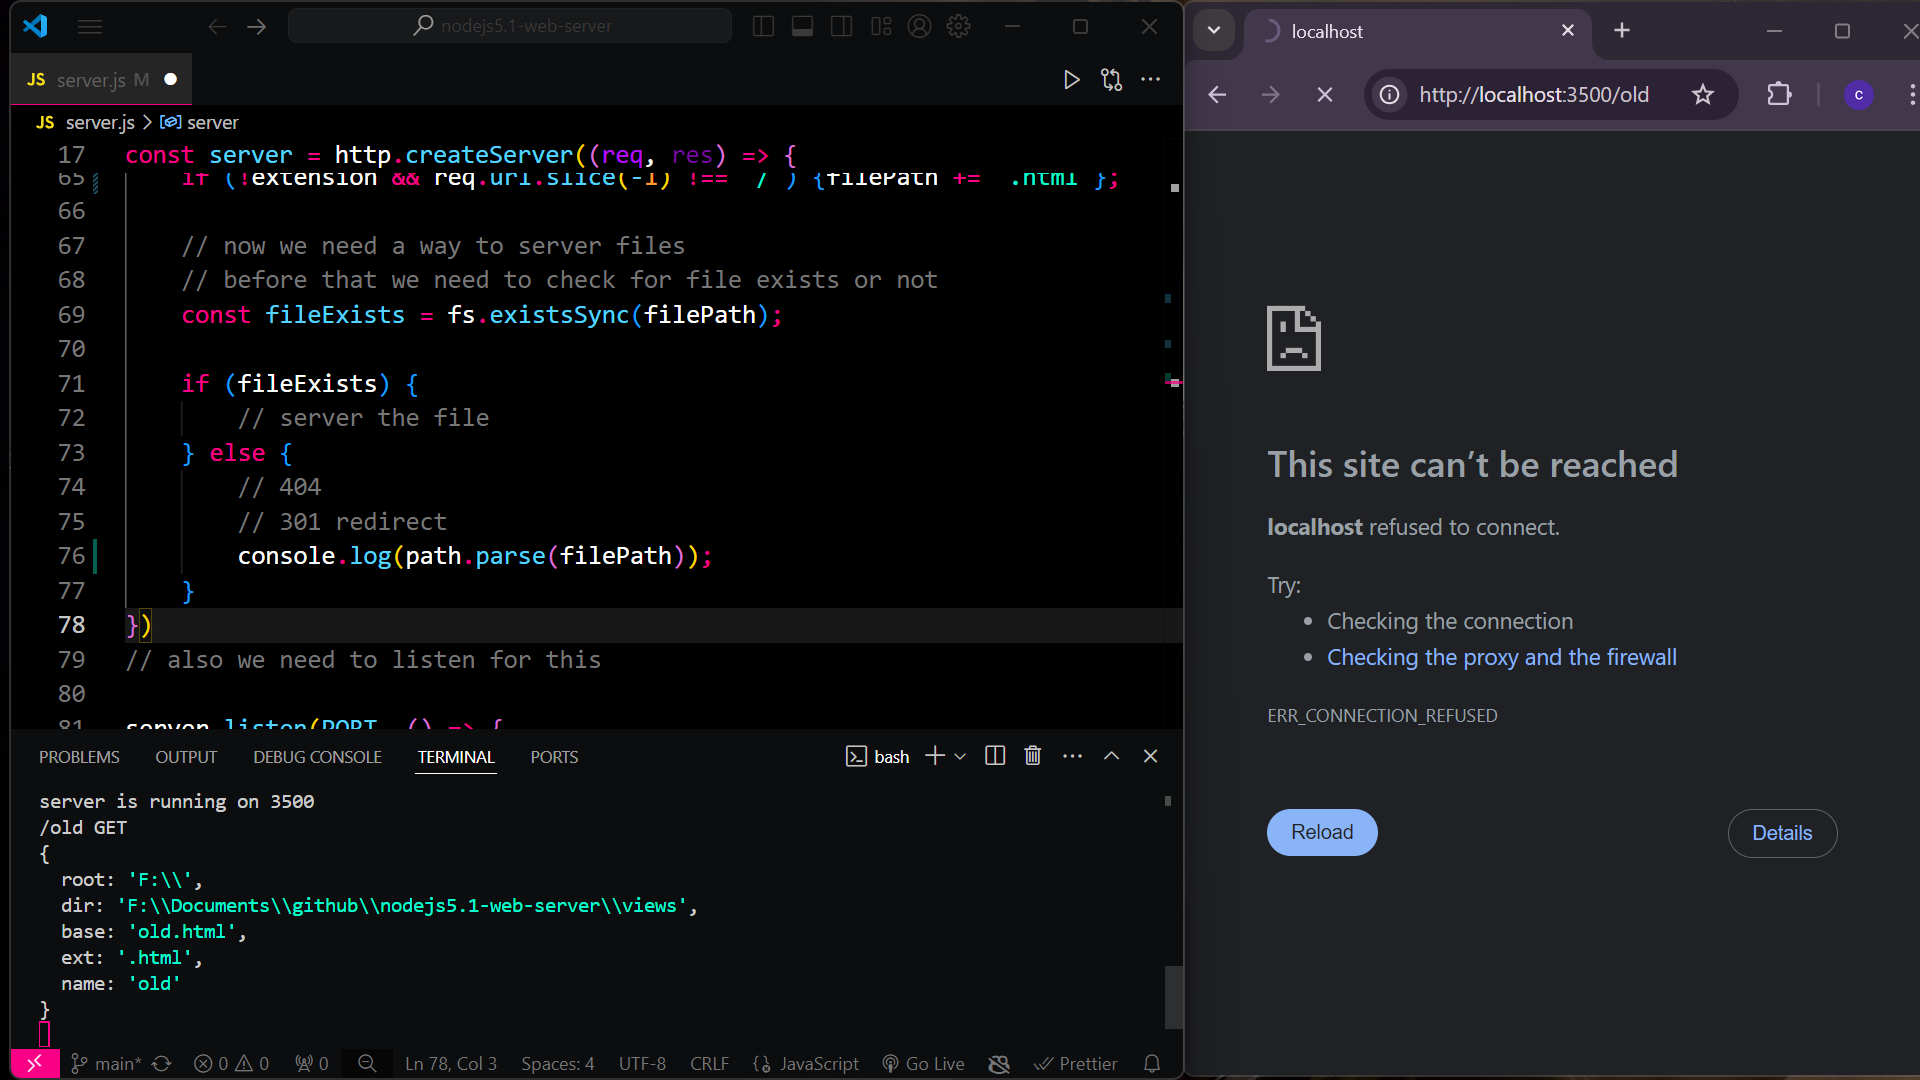 nodejs5.1-web-server
JS server.js M
JS server.js > server
17 const server = http.createServer((req, res) => {
65 if (!extension && req.url.slice(-1) !== '/') {filePath += '.html'};
66
67 // now we need a way to server files
68 // before that we need to check for file exists or not
69 const fileExists = fs.existsSync(filePath);
70
71 if (fileExists) {
72 // server the file
73 } else {
74 // 404
75 // 301 redirect
76 console.log(path.parse(filePath));
77 }
78 })
79 // also we need to listen for this
80
81 server.listen(PORT, () => {
PROBLEMS OUTPUT DEBUG CONSOLE TERMINAL PORTS bash
server is running on 3500
/old GET
{
root: 'F:\\',
dir: 'F:\\Documents\\github\\nodejs5.1-web-server\\views',
base: 'old.html',
ext: '.html',
name: 'old'
}
main* 0 0 0 Ln 78, Col 3 Spaces: 4 UTF-8 CRLF {} JavaScript Go Live Prettier
localhost
http://localhost:3500/old
c
This site can’t be reached
localhost refused to connect.
Try:
• Checking the connection
• Checking the proxy and the firewall
ERR_CONNECTION_REFUSED
Reload Details